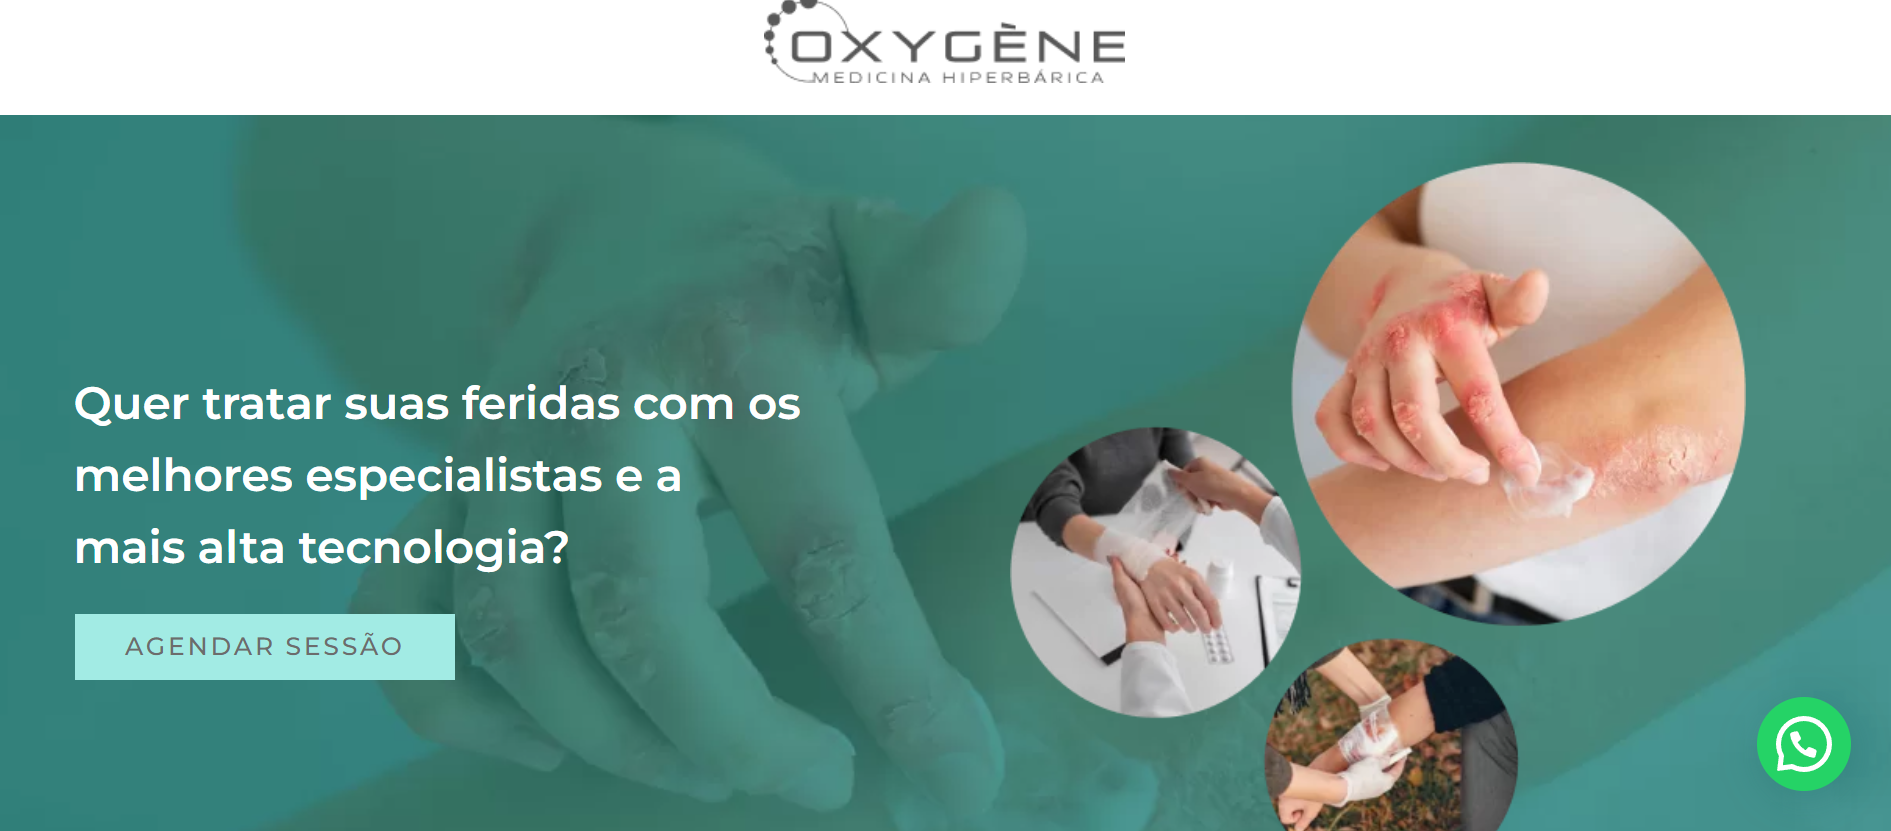 OXYGÈNE
MEDICINA HIPERBÁRICA
Quer tratar suas feridas com os
melhores especialistas e a
mais alta tecnologia?
AGENDAR SESSÃO